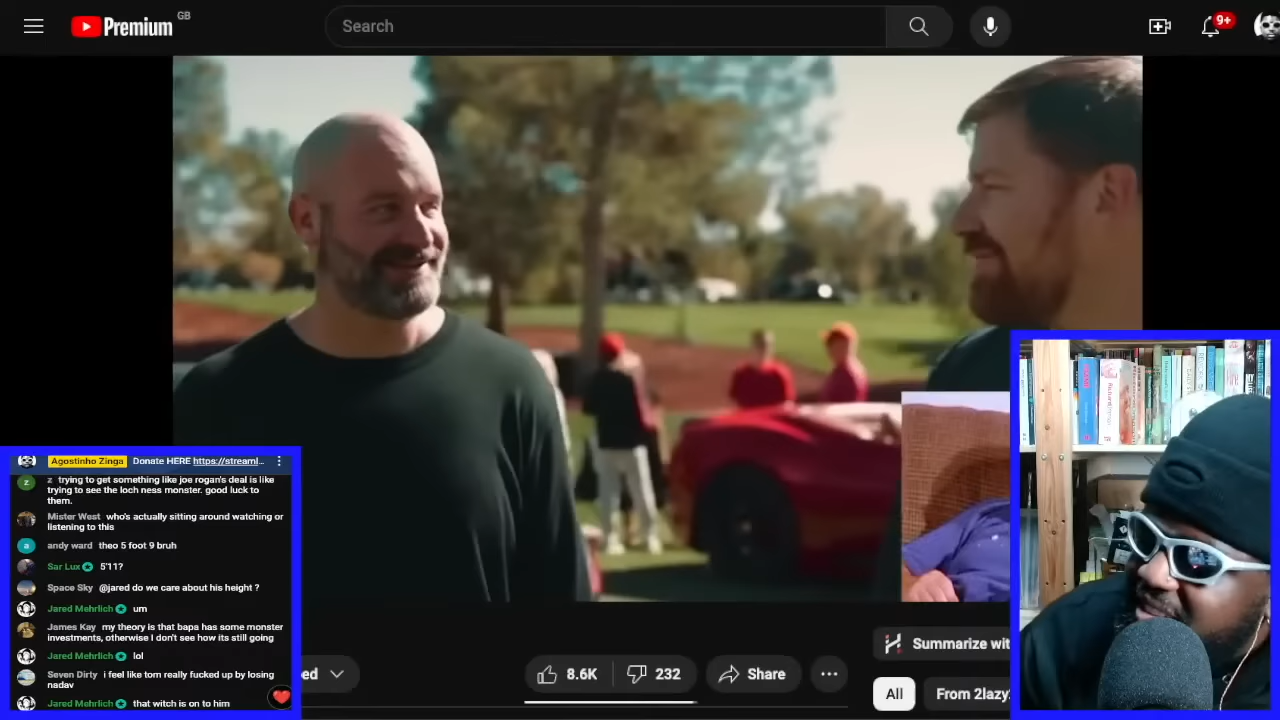 Premium GB
Search
9+
Agostinho Zinga Donate HERE https://streaml...
z trying to get something like joe rogan's deal is like
trying to see the loch ness monster. good luck to
them.
Mister West who's actually sitting around watching or
listening to this
andy ward theo 5 foot 9 bruh
Sar Lux 5'11?
Space Sky @jared do we care about his height ?
Jared Mehrlich um
James Kay my theory is that bapa has some monster
investments, otherwise I don't see how its still going
Jared Mehrlich lol
Seven Dirty i feel like tom really fucked up by losing
nadav
Jared Mehrlich that witch is on to him
ed
8.6K
232
Share
Summarize wit
All
From 2lazy